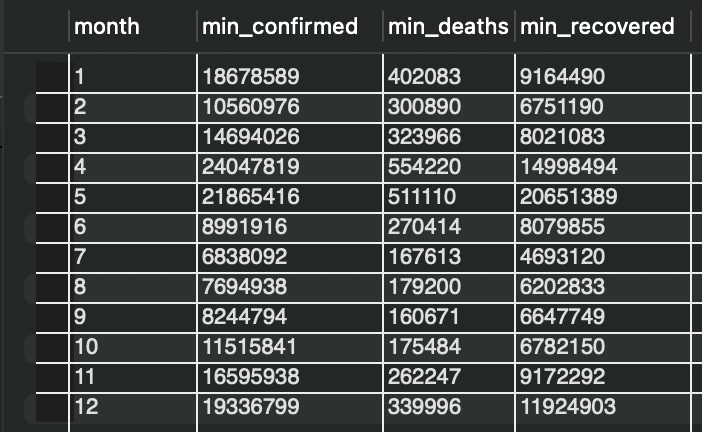 month min_confirmed min_deaths min_recovered
1 18678589 402083 9164490
2 10560976 300890 6751190
3 14694026 323966 8021083
4 24047819 554220 14998494
5 21865416 511110 20651389
6 8991916 270414 8079855
7 6838092 167613 4693120
8 7694938 179200 6202833
9 8244794 160671 6647749
10 11515841 175484 6782150
11 16595938 262247 9172292
12 19336799 339996 11924903